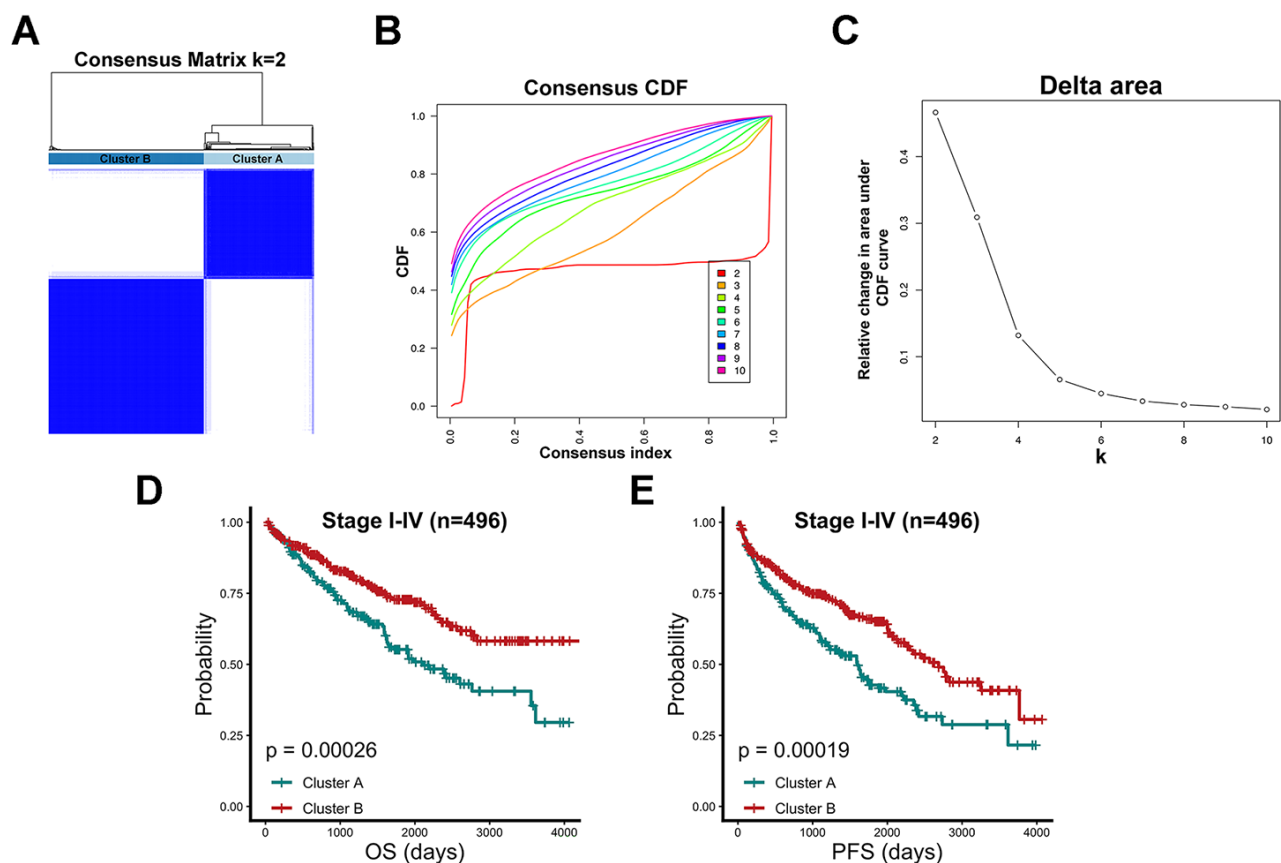 A
Consensus Matrix k=2
Cluster B
Cluster A
B
Consensus CDF
1.0
0.8
0.6
0.4
0.2
0.0
CDF
2
3
4
5
6
7
8
9
10
0.0
0.2
0.4
0.6
0.8
1.0
Consensus index
C
Delta area
0.4
0.3
0.2
0.1
Relative change in area under
CDF curve
2
4
6
8
10
k
D
Stage I-IV (n=496)
1.00
0.75
0.50
0.25
0.00
Probability
p = 0.00026
Cluster A
Cluster B
0
1000
2000
3000
4000
OS (days)
E
Stage I-IV (n=496)
1.00
0.75
0.50
0.25
0.00
Probability
p = 0.00019
Cluster A
Cluster B
0
1000
2000
3000
4000
PFS (days)